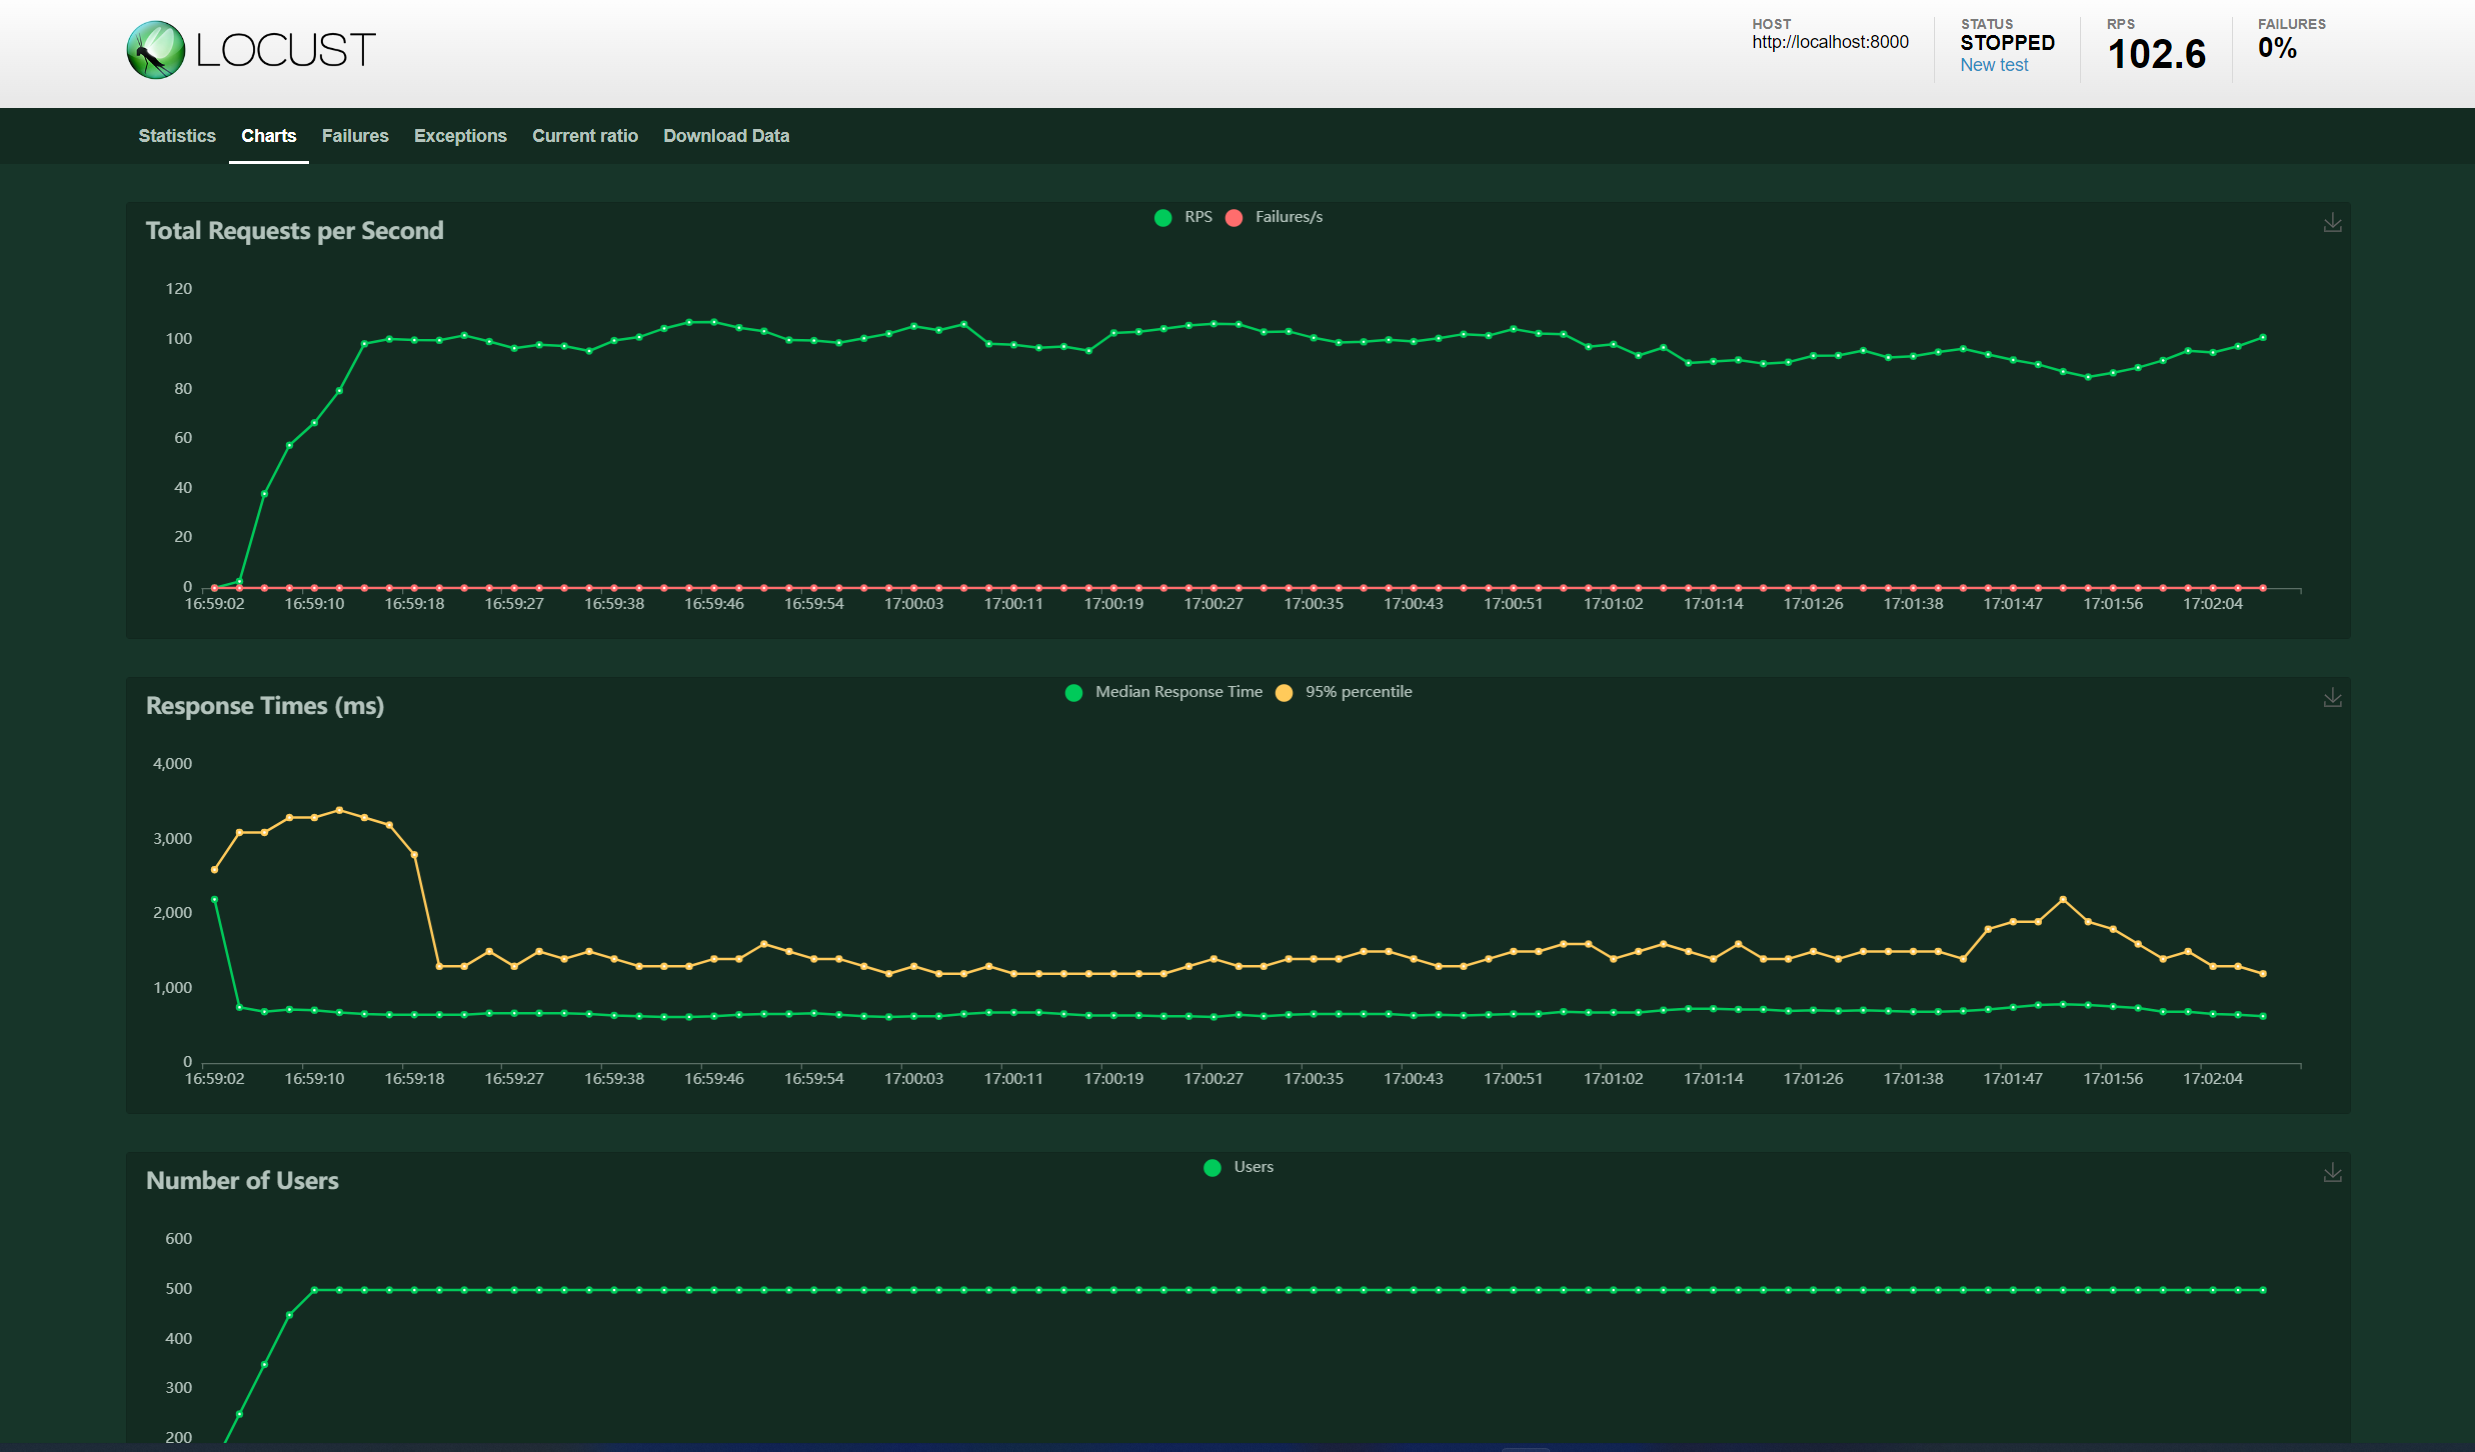 LOCUST
HOST
http://localhost:8000
STATUS
STOPPED
New test
RPS
102.6
FAILURES
0%
Statistics Charts Failures Exceptions Current ratio Download Data
Total Requests per Second
RPS Failures/s
120
100
80
60
40
20
0
16:59:02 16:59:10 16:59:18 16:59:27 16:59:38 16:59:46 16:59:54 17:00:03 17:00:11 17:00:19 17:00:27 17:00:35 17:00:43 17:00:51 17:01:02 17:01:14 17:01:26 17:01:38 17:01:47 17:01:56 17:02:04
Response Times (ms)
Median Response Time 95% percentile
4,000
3,000
2,000
1,000
0
16:59:02 16:59:10 16:59:18 16:59:27 16:59:38 16:59:46 16:59:54 17:00:03 17:00:11 17:00:19 17:00:27 17:00:35 17:00:43 17:00:51 17:01:02 17:01:14 17:01:26 17:01:38 17:01:47 17:01:56 17:02:04
Number of Users
Users
600
500
400
300
200